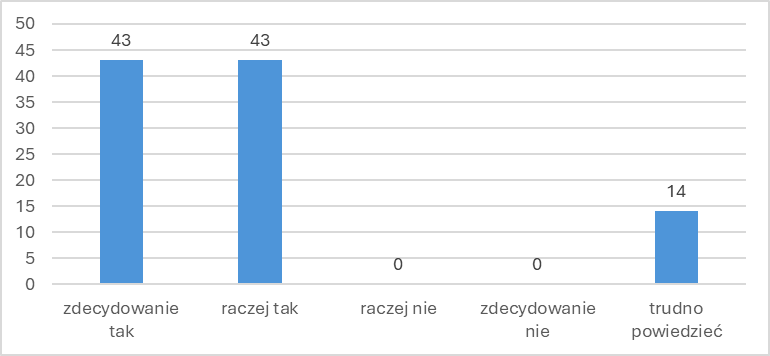 50
45
40
35
30
25
20
15
10
5
0
43
43
0
0
14
zdecydowanie
tak
raczej tak
raczej nie
zdecydowanie
nie
trudno
powiedzieć